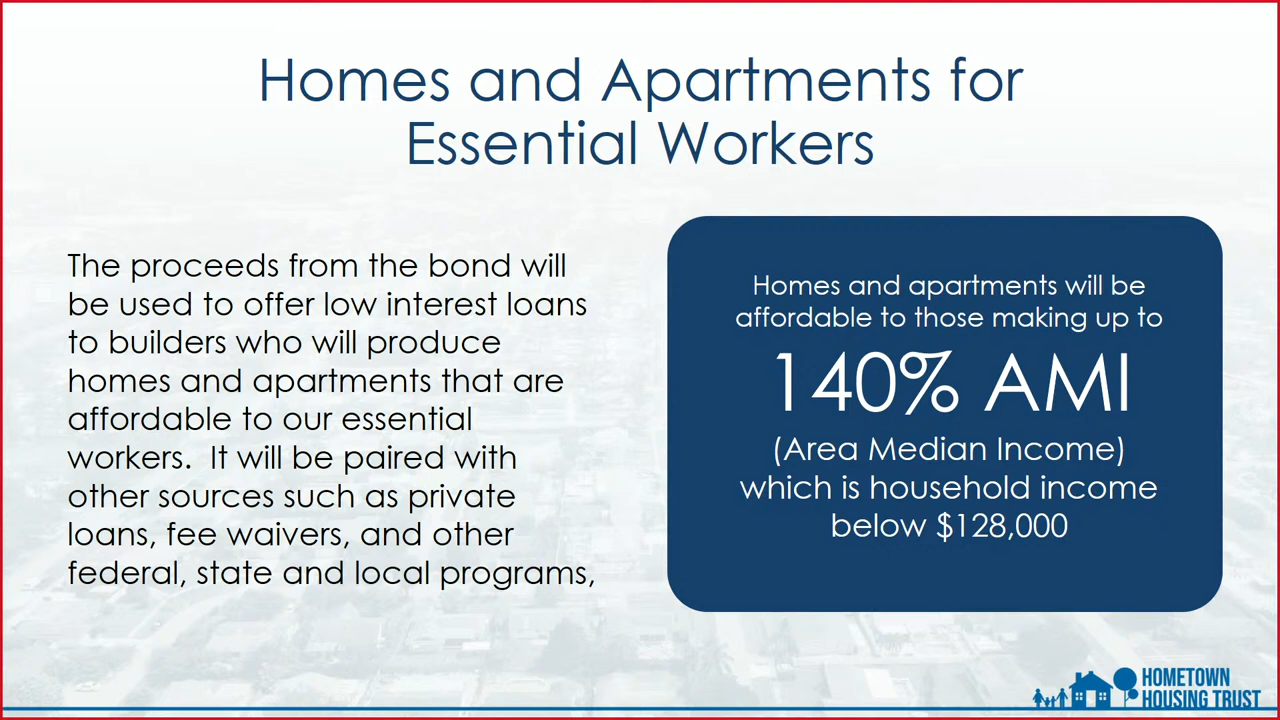 Homes and Apartments for
Essential Workers
The proceeds from the bond will
be used to offer low interest loans
to builders who will produce
homes and apartments that are
affordable to our essential
workers.  It will be paired with
other sources such as private
loans, fee waivers, and other
federal, state and local programs,
Homes and apartments will be
affordable to those making up to
140% AMI
(Area Median Income)
which is household income
below $128,000
HOMETOWN
HOUSING TRUST